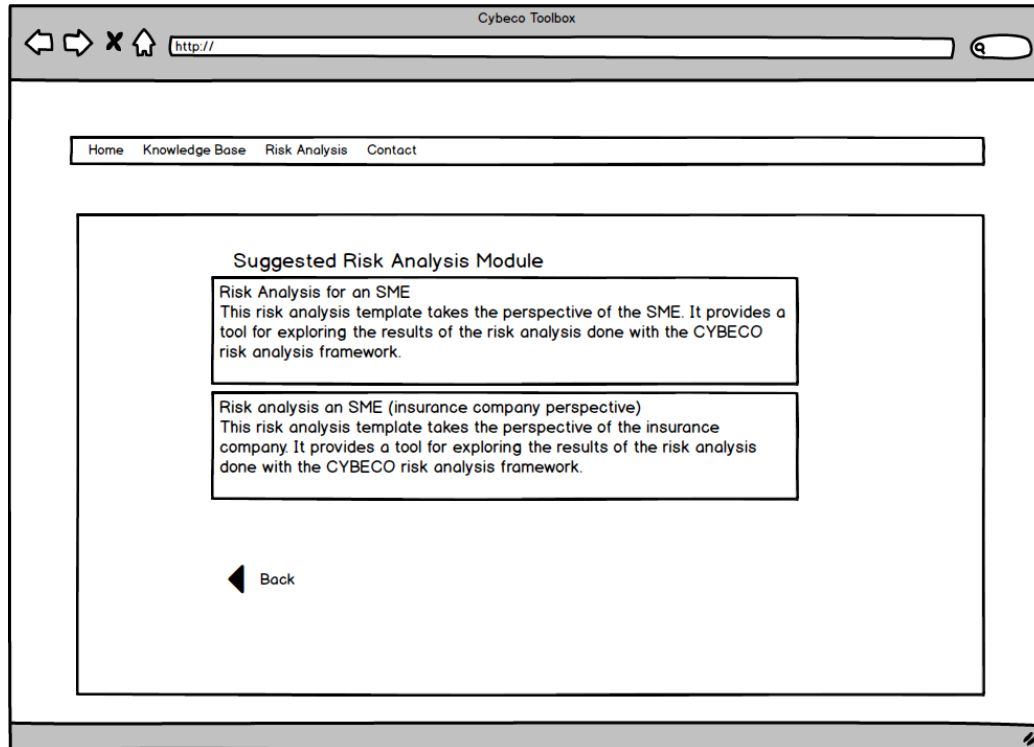 Cybeco Toolbox
http://
Home Knowledge Base Risk Analysis Contact
Suggested Risk Analysis Module
Risk Analysis for an SME
This risk analysis template takes the perspective of the SME. It provides a
tool for exploring the results of the risk analysis done with the CYBECO
risk analysis framework.
Risk analysis an SME (insurance company perspective)
This risk analysis template takes the perspective of the insurance
company. It provides a tool for exploring the results of the risk analysis
done with the CYBECO risk analysis framework.
Back